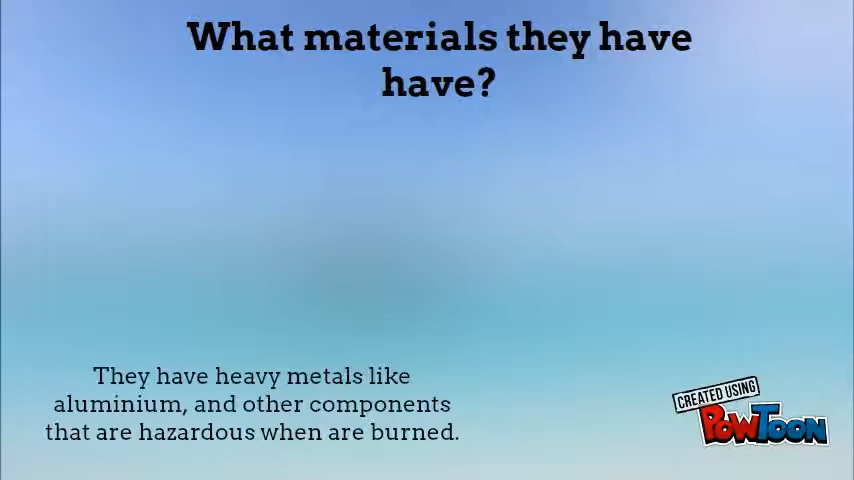 What materials they have
have?
They have heavy metals like
aluminium, and other components
that are hazardous when are burned.
CREATED USING
POWTOON